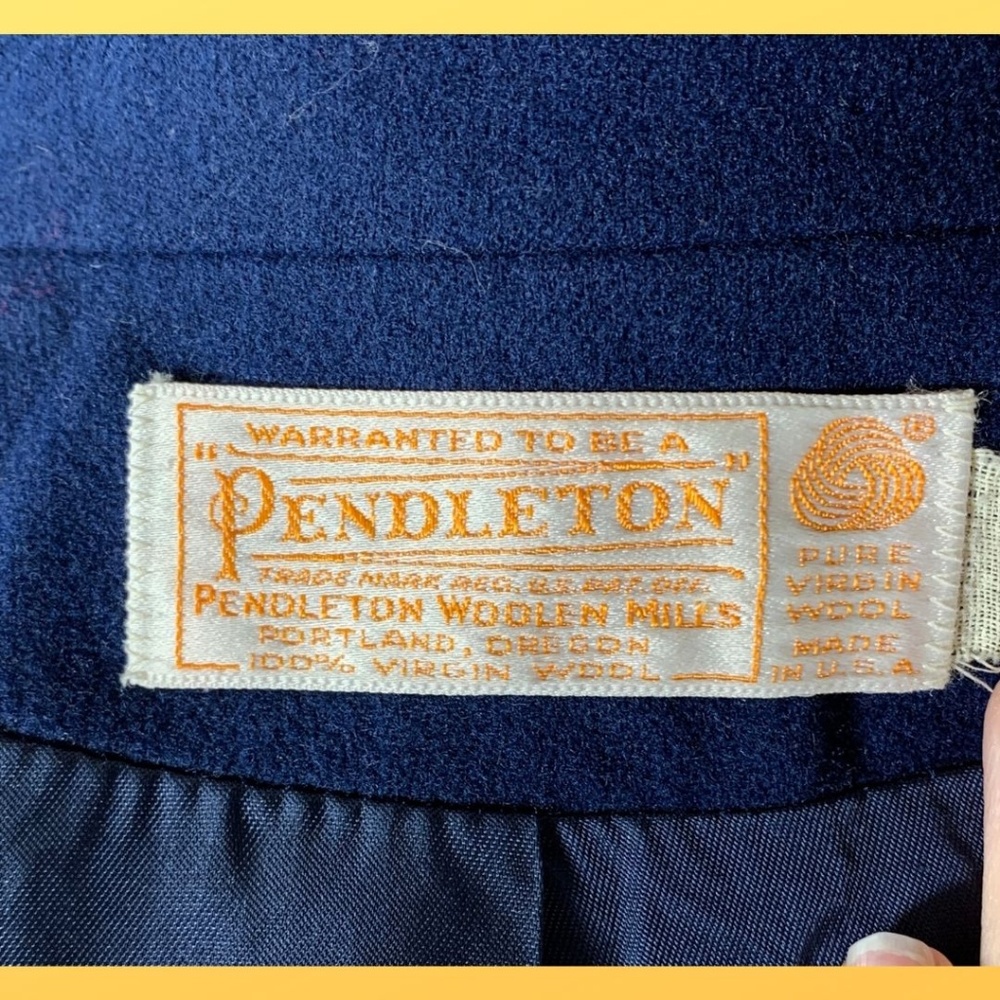 WARRANTED TO BE A
"PENDLETON"
TRADE MARK REG. U.S. PAT. OFF.
PENDLETON WOOLEN MILLS
PORTLAND, OREGON
100% VIRGIN WOOL
PURE
VIRGIN
WOOL
MADE
IN U.S.A